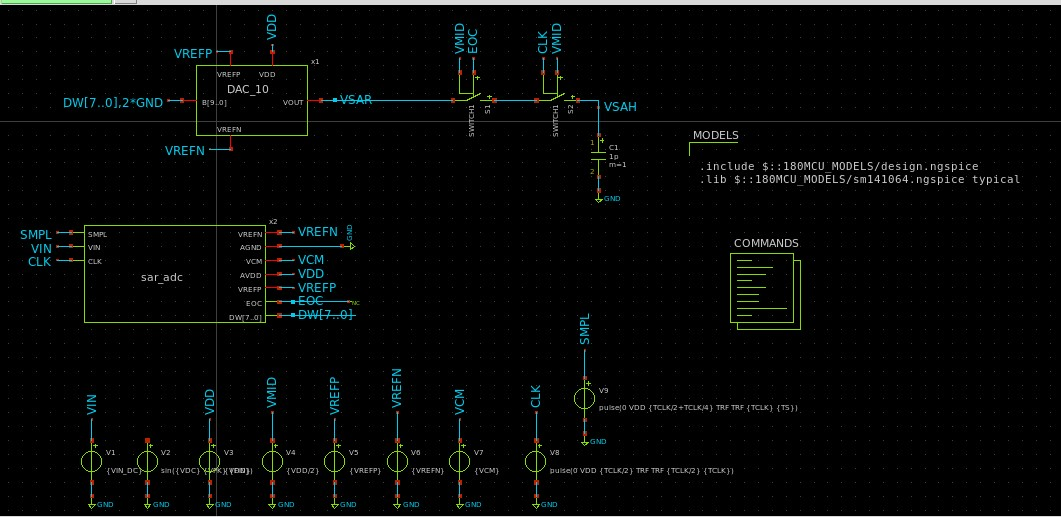 VDD
VREFP
x1
VREFP VDD
DAC_10
DW[7..0],2*GND
B[9..0]
VOUT
VREFN
VREFN
VSAR
VMID
EOC
SWITCH1
S1
CLK
VMID
SWITCH1
S2
VSAH
1
C1
1p
m=1
2
GND
MODELS
.include $::180MCU_MODELS/design.ngspice
.lib $::180MCU_MODELS/sm141064.ngspice typical
x2
SMPL
VIN
CLK
SMPL
VIN
CLK
sar_adc
VREFN
AGND
VCM
AVDD
VREFP
EOC
DW[7..0]
VREFN
GND
VCM
VDD
VREFP
EOC
NC
DW[7..0]
COMMANDS
SMPL
V9
pulse(0 VDD {TCLK/2+TCLK/4} TRF TRF {TCLK} {TS})
GND
VIN
VDD
VMID
VREFP
VREFN
VCM
CLK
V1
{VIN_DC}
V2
sin({VDC}
V3
V4
{VDD/2}
V5
{VREFP}
V6
{VREFN}
V7
{VCM}
V8
pulse(0 VDD {TCLK/2} TRF TRF {TCLK/2} {TCLK})
GND
GND
GND
GND
GND
GND
GND
GND